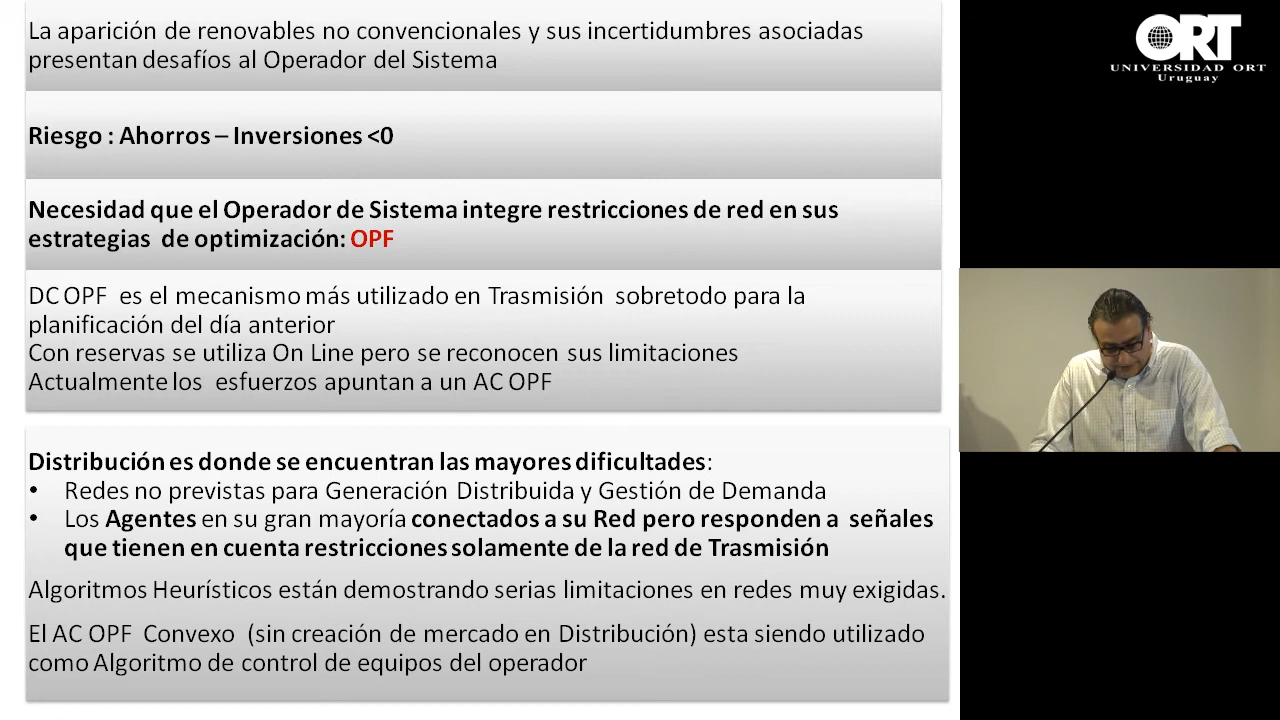 La aparición de renovables no convencionales y sus incertidumbres asociadas
presentan desafíos al Operador del Sistema
Riesgo : Ahorros – Inversiones <0
Necesidad que el Operador de Sistema integre restricciones de red en sus
estrategias de optimización: OPF
DC OPF es el mecanismo más utilizado en Trasmisión sobretodo para la
planificación del día anterior
Con reservas se utiliza On Line pero se reconocen sus limitaciones
Actualmente los esfuerzos apuntan a un AC OPF
Distribución es donde se encuentran las mayores dificultades:
• Redes no previstas para Generación Distribuida y Gestión de Demanda
• Los Agentes en su gran mayoría conectados a su Red pero responden a señales
que tienen en cuenta restricciones solamente de la red de Trasmisión
Algoritmos Heurísticos están demostrando serias limitaciones en redes muy exigidas.
El AC OPF Convexo (sin creación de mercado en Distribución) esta siendo utilizado
como Algoritmo de control de equipos del operador
ORT
UNIVERSIDAD ORT
Uruguay